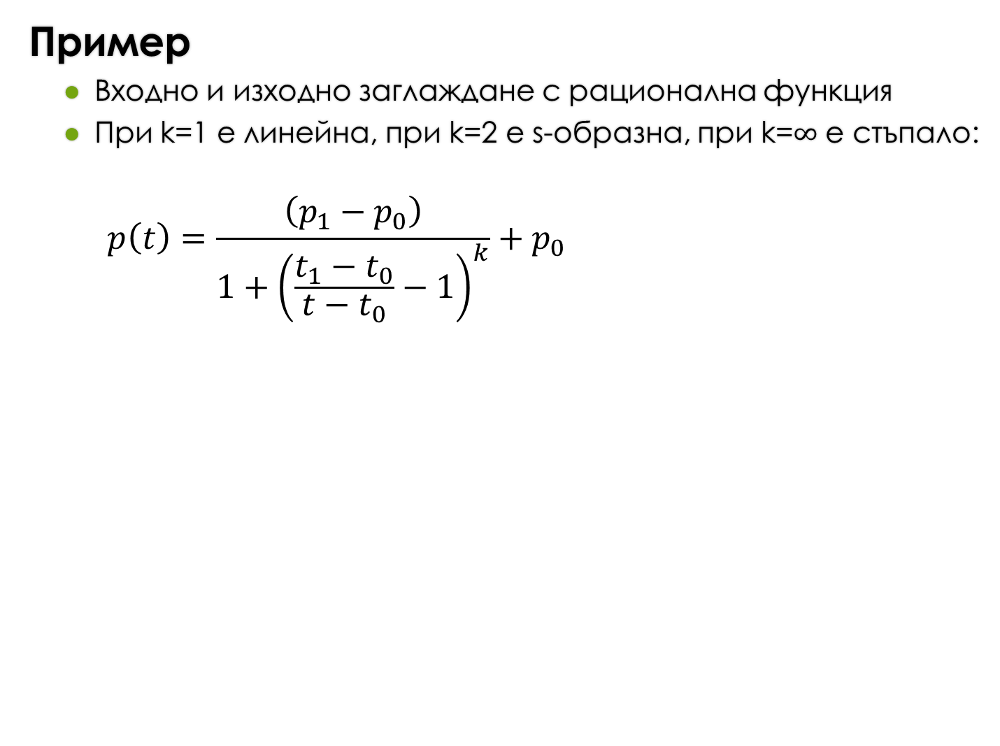 Пример
● Входно и изходно заглаждане с рационална функция
● При k=1 е линейна, при k=2 е s-образна, при k=∞ е стъпало:
p(t) = \frac{(p_1 − p_0)}{1 + \left(\frac{t_1 − t_0}{t − t_0} − 1\right)^k} + p_0